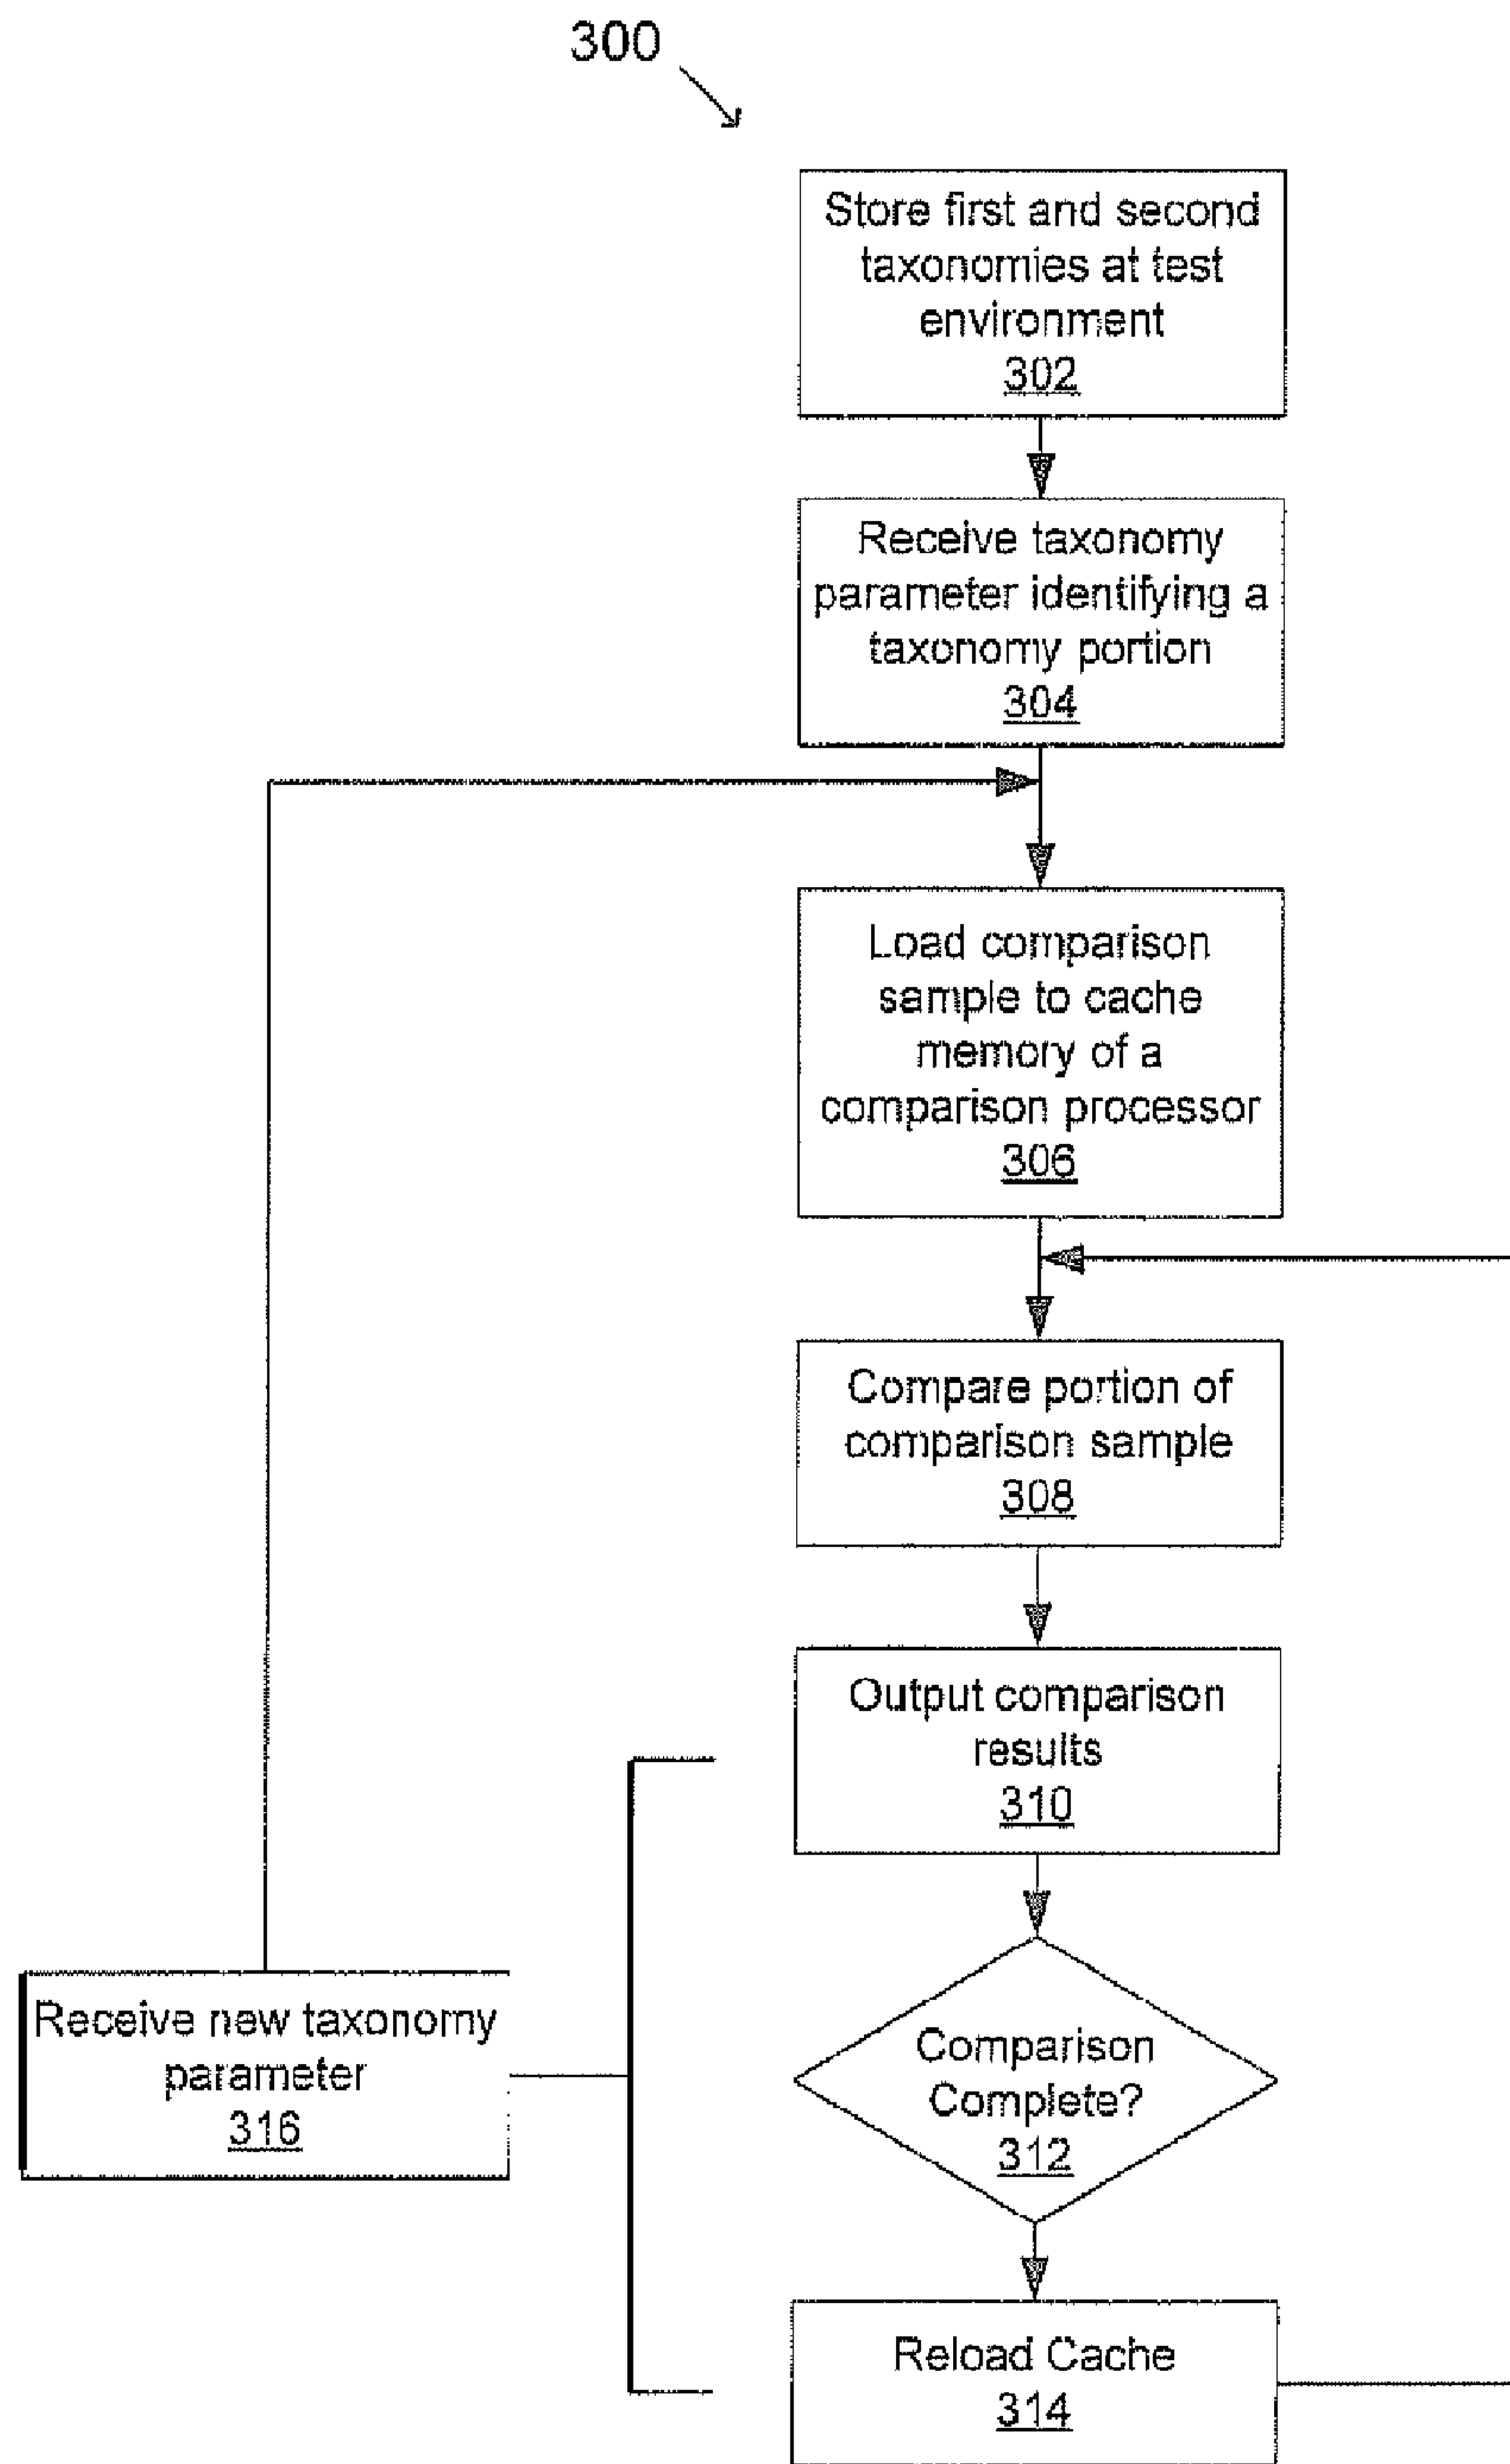 300
Store first and second
taxonomies at test
environment
302
Receive taxonomy
parameter identifying a
taxonomy portion
304
Load comparison
sample to cache
memory of a
comparison processor
306
Compare portion of
comparison sample
308
Output comparison
results
310
Receive new taxonomy
parameter
316
Comparison
Complete?
312
Reload Cache
314